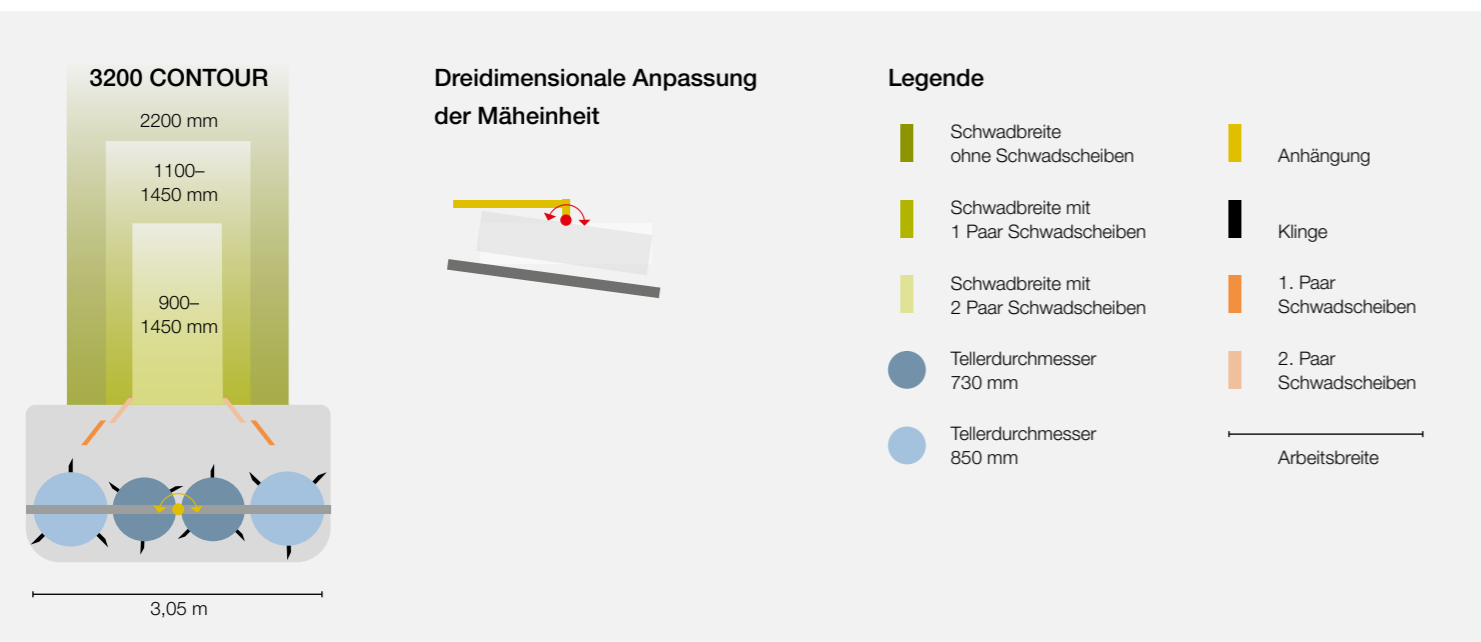 3200 CONTOUR
2200 mm
1100–
1450 mm
900–
1450 mm
3,05 m
Dreidimensionale Anpassung
der Mäheinheit
Legende
Schwadbreite
ohne Schwadscheiben
Schwadbreite mit
1 Paar Schwadscheiben
Schwadbreite mit
2 Paar Schwadscheiben
Tellerdurchmesser
730 mm
Tellerdurchmesser
850 mm
Anhängung
Klinge
1. Paar
Schwadscheiben
2. Paar
Schwadscheiben
Arbeitsbreite